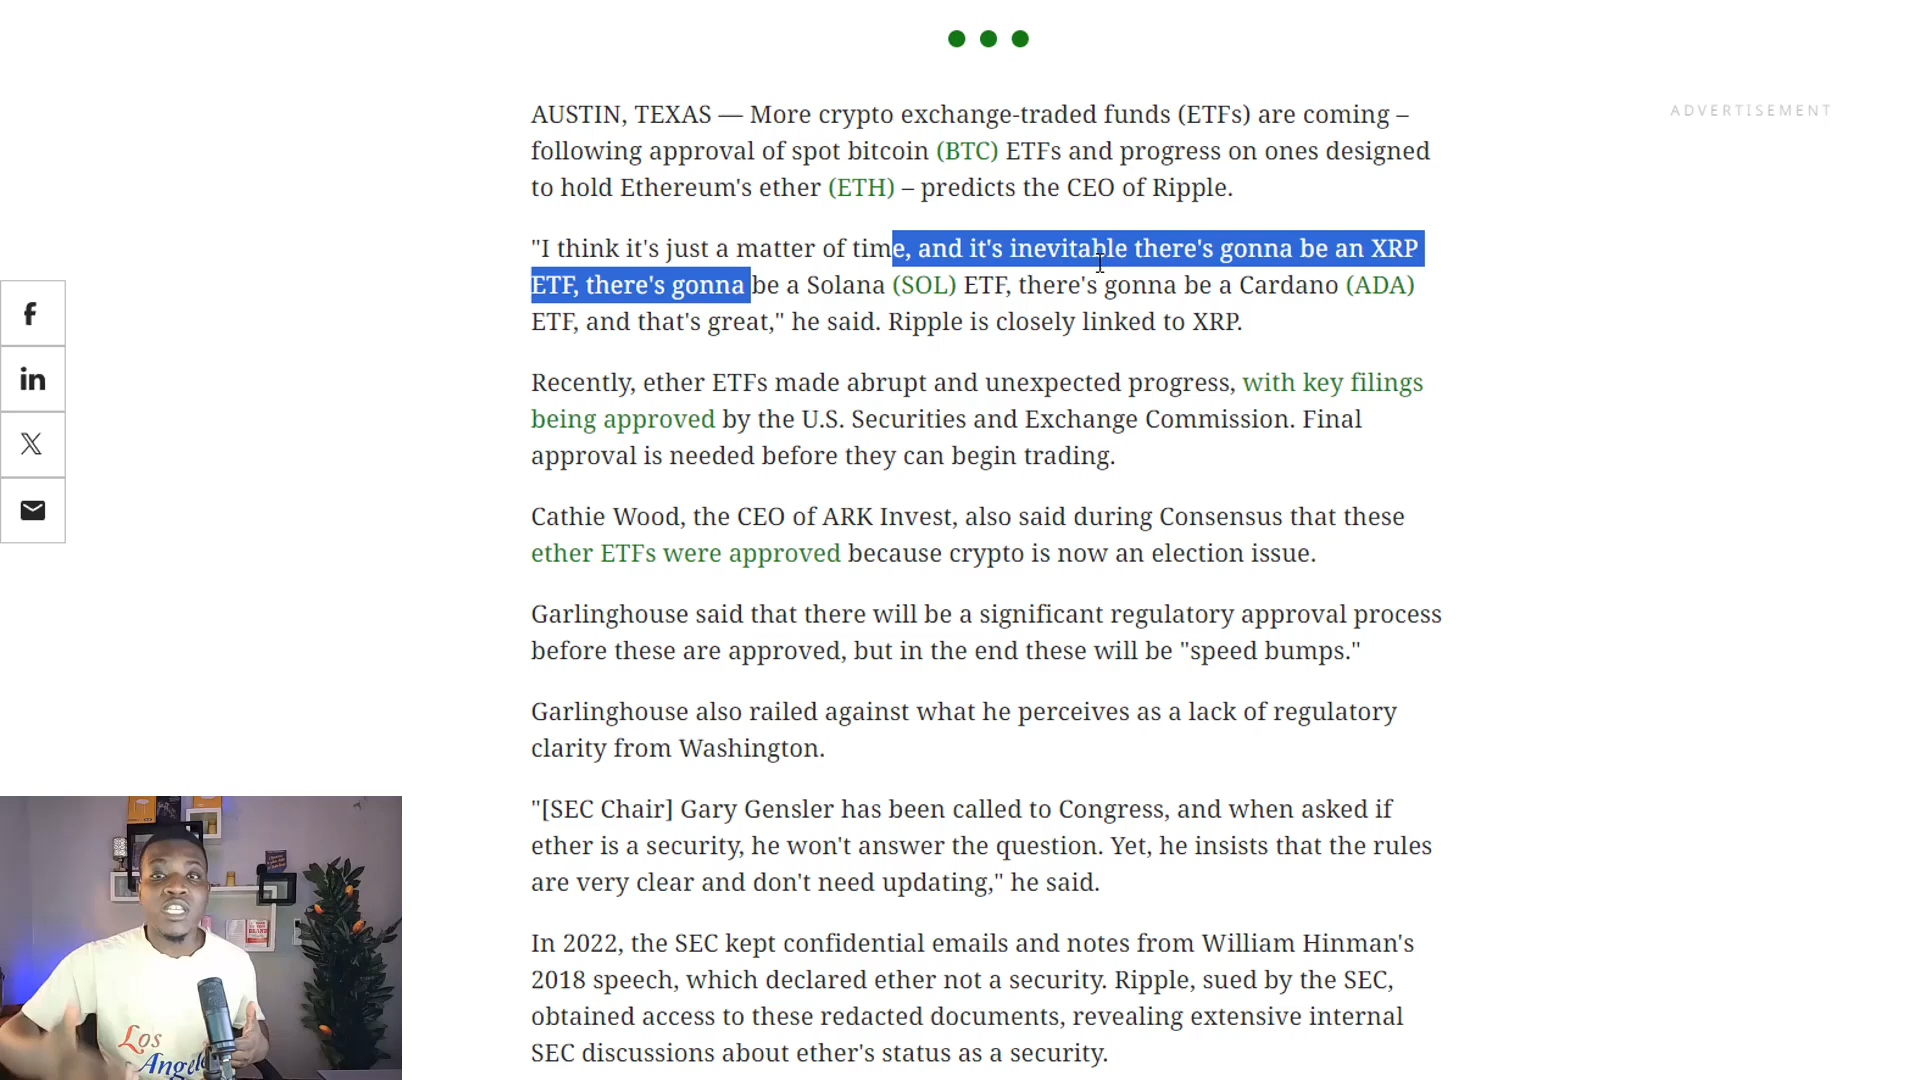 ADVERTISEMENT
AUSTIN, TEXAS — More crypto exchange-traded funds (ETFs) are coming –
following approval of spot bitcoin (BTC) ETFs and progress on ones designed
to hold Ethereum's ether (ETH) – predicts the CEO of Ripple.
"I think it's just a matter of time, and it's inevitable there's gonna be an XRP
ETF, there's gonna be a Solana (SOL) ETF, there's gonna be a Cardano (ADA)
ETF, and that's great," he said. Ripple is closely linked to XRP.
Recently, ether ETFs made abrupt and unexpected progress, with key filings
being approved by the U.S. Securities and Exchange Commission. Final
approval is needed before they can begin trading.
Cathie Wood, the CEO of ARK Invest, also said during Consensus that these
ether ETFs were approved because crypto is now an election issue.
Garlinghouse said that there will be a significant regulatory approval process
before these are approved, but in the end these will be "speed bumps."
Garlinghouse also railed against what he perceives as a lack of regulatory
clarity from Washington.
"[SEC Chair] Gary Gensler has been called to Congress, and when asked if
ether is a security, he won't answer the question. Yet, he insists that the rules
are very clear and don't need updating," he said.
In 2022, the SEC kept confidential emails and notes from William Hinman's
2018 speech, which declared ether not a security. Ripple, sued by the SEC,
obtained access to these redacted documents, revealing extensive internal
SEC discussions about ether's status as a security.
Los
Angele